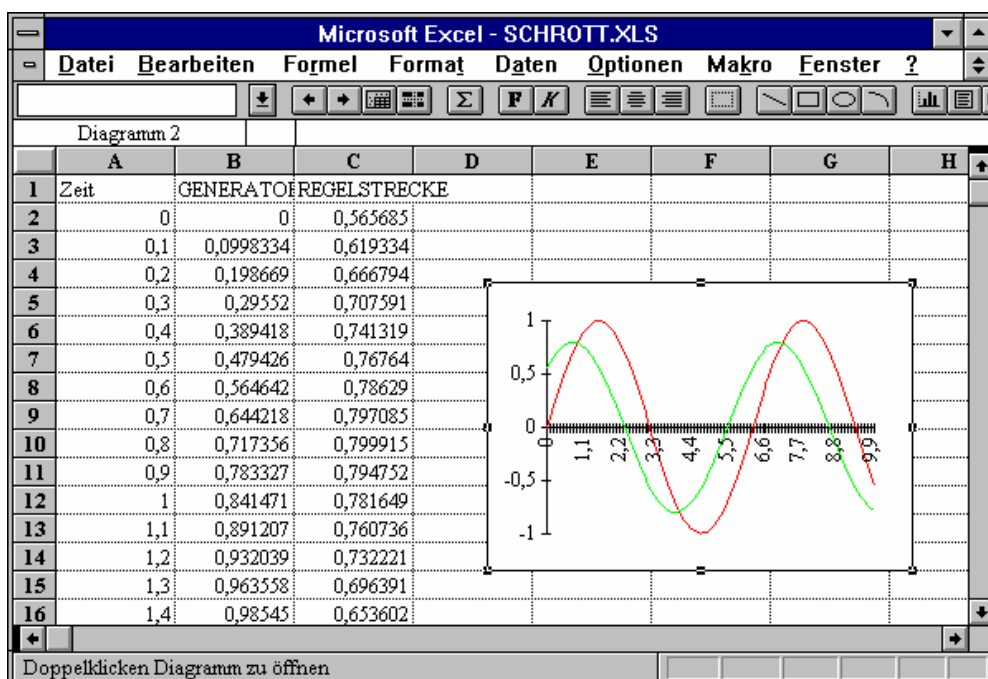 Microsoft Excel - SCHROTT.XLS
Datei Bearbeiten Formel Format Daten Optionen Makro Fenster ?
Σ F K
Diagramm 2
A B C D E F G H
1 Zeit GENERATOR REGELSTRECKE
2 0 0 0,565685
3 0,1 0,0998334 0,619334
4 0,2 0,198669 0,666794
5 0,3 0,29552 0,707591
6 0,4 0,389418 0,741319
7 0,5 0,479426 0,76764
8 0,6 0,564642 0,78629
9 0,7 0,644218 0,797085
10 0,8 0,717356 0,799915
11 0,9 0,783327 0,794752
12 1 0,841471 0,781649
13 1,1 0,891207 0,760736
14 1,2 0,932039 0,732221
15 1,3 0,963558 0,696391
16 1,4 0,98545 0,653602
1
0,5
0
-0,5
-1
0 1,1 2,2 3,3 4,4 5,5 6,6 7,7 8,8 9,9
Doppelklicken Diagramm zu öffnen